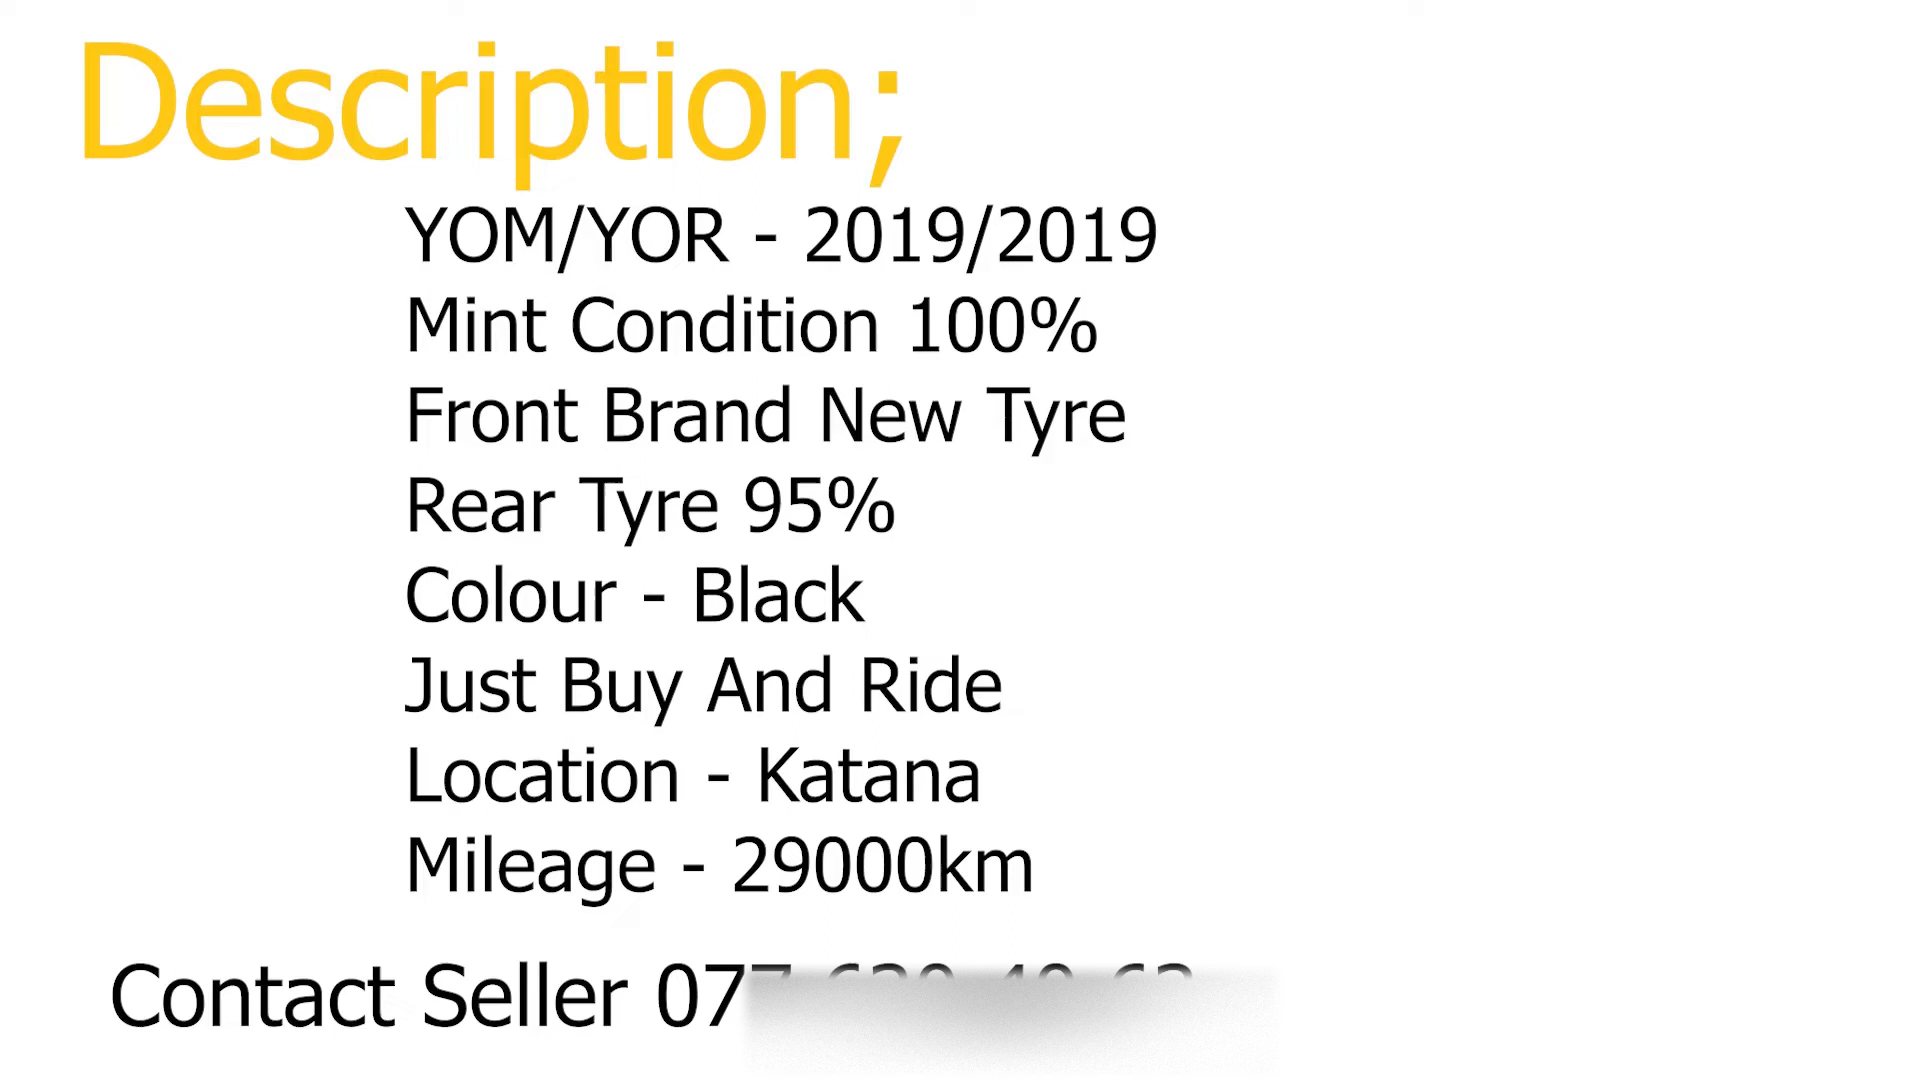 Description;
YOM/YOR - 2019/2019
Mint Condition 100%
Front Brand New Tyre
Rear Tyre 95%
Colour - Black
Just Buy And Ride
Location - Katana
Mileage - 29000km
Contact Seller